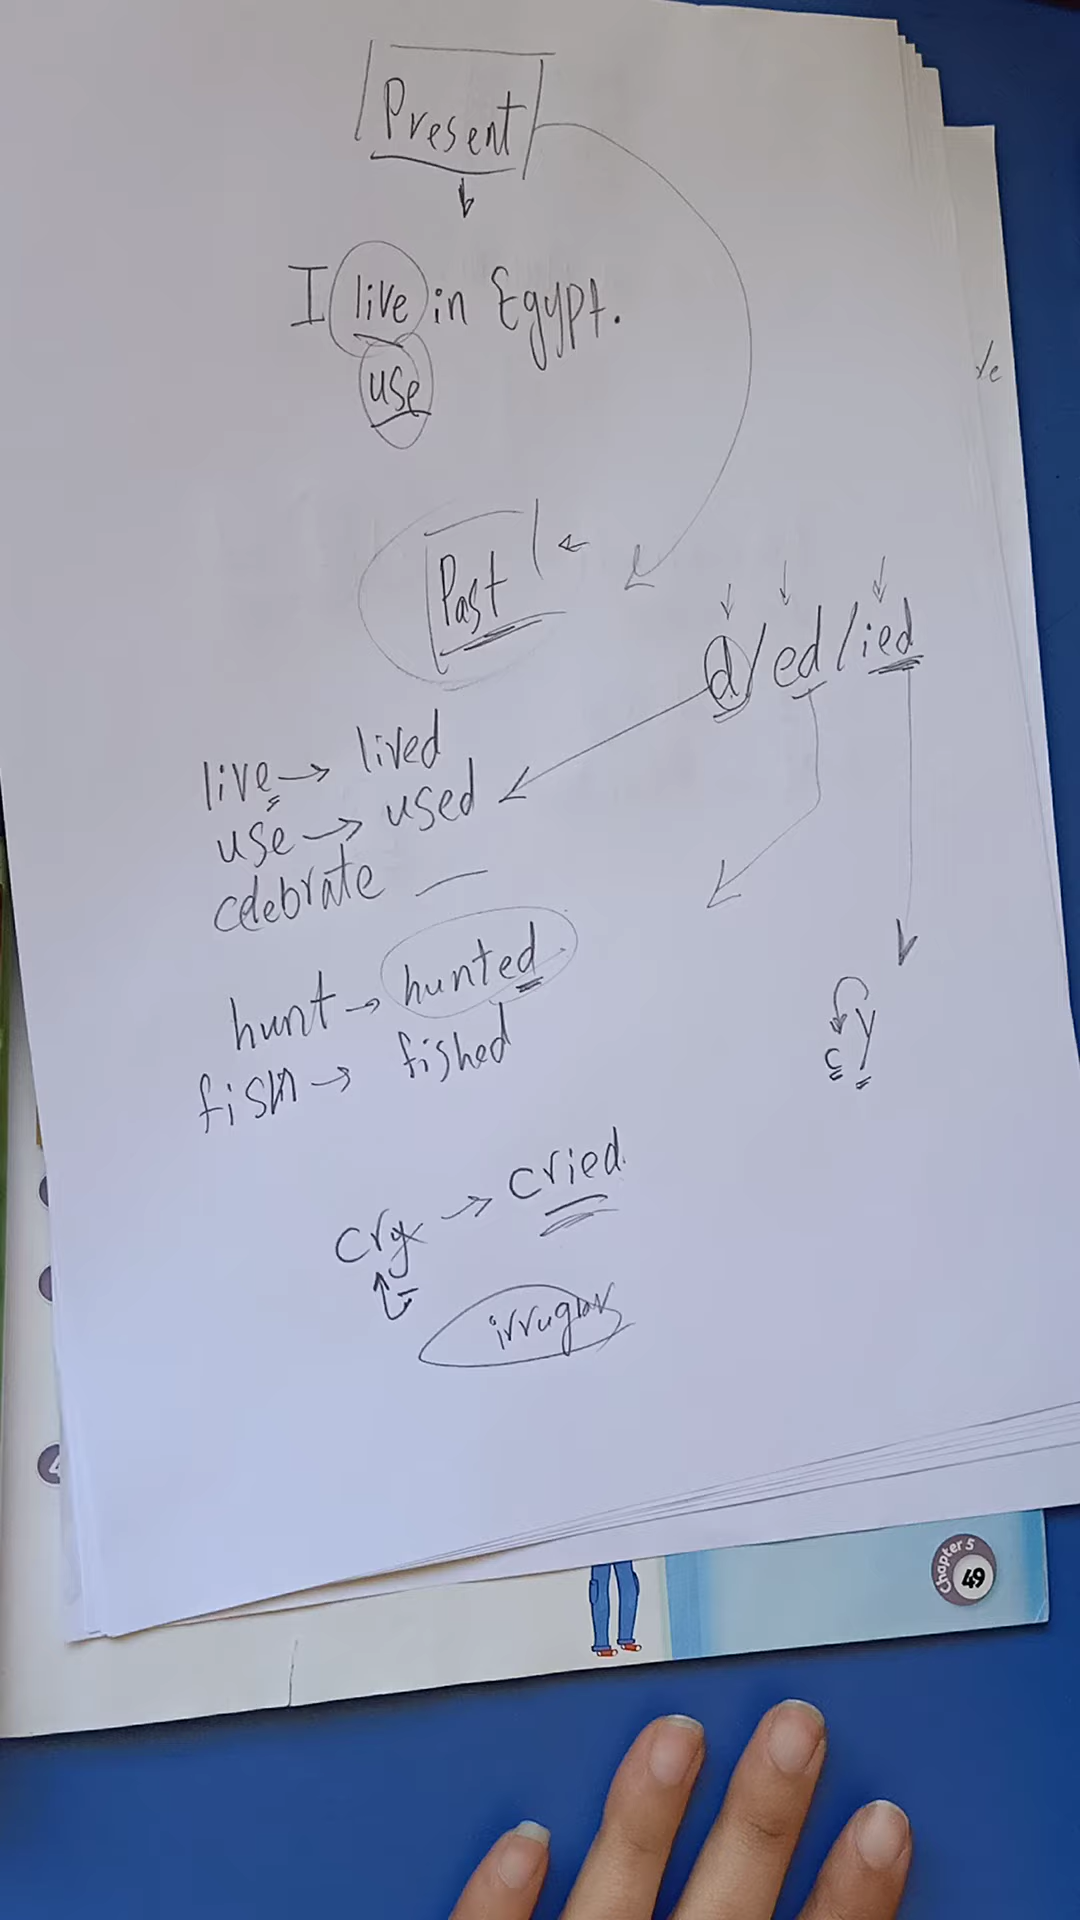 Present
I live in Egypt.
use
Past
d/ed/ied
live → lived
use → used
celebrate —
hunt → hunted
fish → fished
c y
cry → cried
irruglar
Chapter 5
49